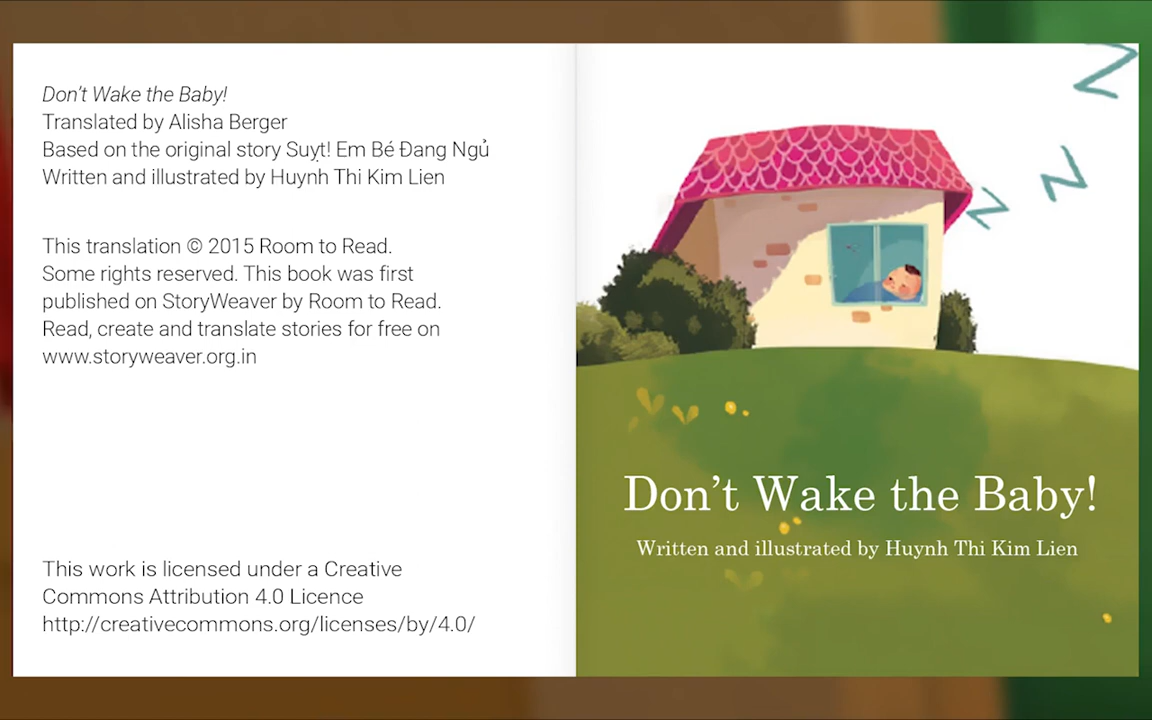 Don't Wake the Baby!
Translated by Alisha Berger
Based on the original story Suỵt! Em Bé Đang Ngủ
Written and illustrated by Huynh Thi Kim Lien
This translation © 2015 Room to Read.
Some rights reserved. This book was first
published on StoryWeaver by Room to Read.
Read, create and translate stories for free on
www.storyweaver.org.in
This work is licensed under a Creative
Commons Attribution 4.0 Licence
http://creativecommons.org/licenses/by/4.0/
Z
Z
Z
Don't Wake the Baby!
Written and illustrated by Huynh Thi Kim Lien